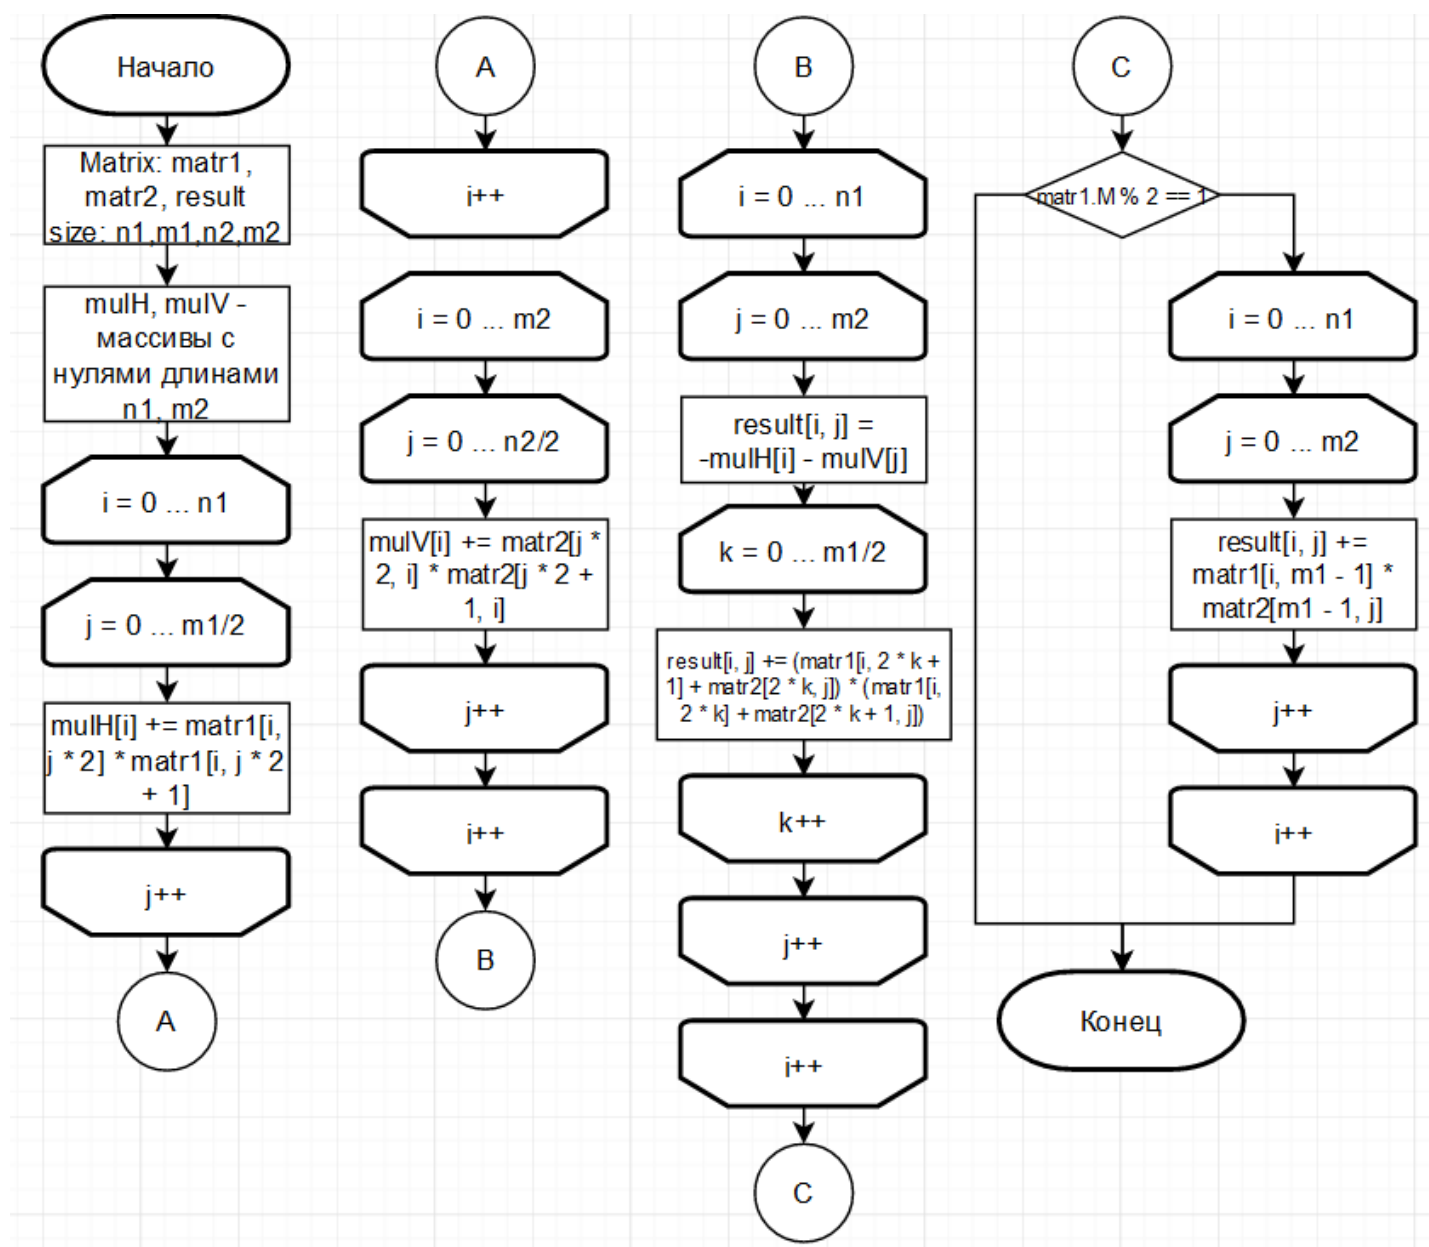 Начало
Matrix: matr1,
matr2, result
size: n1,m1,n2,m2
mulH, mulV -
массивы с
нулями длинами
n1, m2
i = 0 ... n1
j = 0 ... m1/2
mulH[i] += matr1[i,
j * 2] * matr1[i, j * 2
+ 1]
j++
A
A
i++
i = 0 ... m2
j = 0 ... n2/2
mulV[i] += matr2[j *
2, i] * matr2[j * 2 +
1, i]
j++
i++
B
B
i = 0 ... n1
j = 0 ... m2
result[i, j] =
-mulH[i] - mulV[j]
k = 0 ... m1/2
result[i, j] += (matr1[i, 2 * k +
1] + matr2[2 * k, j]) * (matr1[i,
2 * k] + matr2[2 * k + 1, j])
k++
j++
i++
C
C
matr1.M % 2 == 1
i = 0 ... n1
j = 0 ... m2
result[i, j] +=
matr1[i, m1 - 1] *
matr2[m1 - 1, j]
j++
i++
Конец